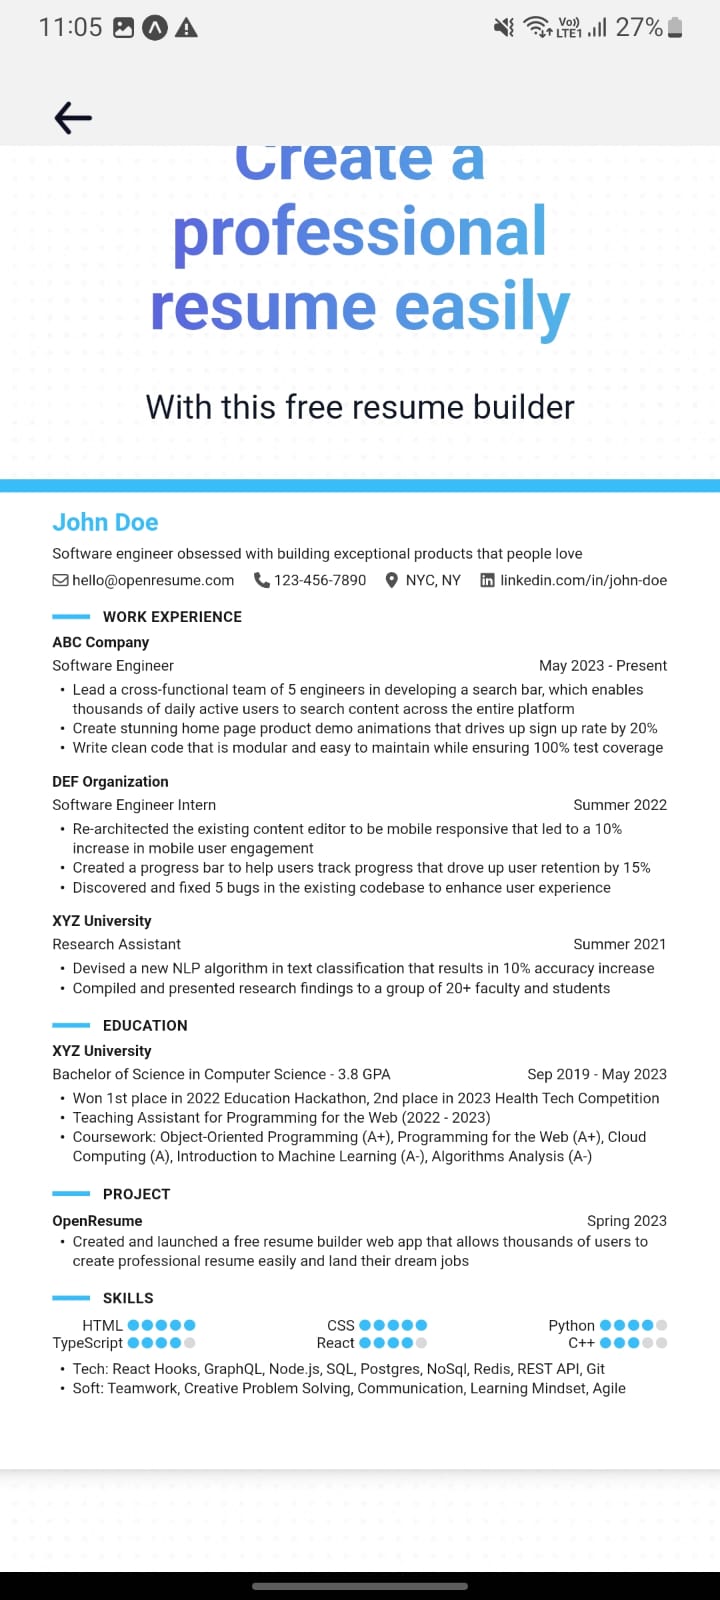 11:05 Vo)) LTE1 27%
Create a
professional
resume easily
With this free resume builder
John Doe
Software engineer obsessed with building exceptional products that people love
hello@openresume.com 123-456-7890 NYC, NY linkedin.com/in/john-doe
WORK EXPERIENCE
ABC Company
Software Engineer May 2023 - Present
• Lead a cross-functional team of 5 engineers in developing a search bar, which enables
thousands of daily active users to search content across the entire platform
• Create stunning home page product demo animations that drives up sign up rate by 20%
• Write clean code that is modular and easy to maintain while ensuring 100% test coverage
DEF Organization
Software Engineer Intern Summer 2022
• Re-architected the existing content editor to be mobile responsive that led to a 10%
increase in mobile user engagement
• Created a progress bar to help users track progress that drove up user retention by 15%
• Discovered and fixed 5 bugs in the existing codebase to enhance user experience
XYZ University
Research Assistant Summer 2021
• Devised a new NLP algorithm in text classification that results in 10% accuracy increase
• Compiled and presented research findings to a group of 20+ faculty and students
EDUCATION
XYZ University
Bachelor of Science in Computer Science - 3.8 GPA Sep 2019 - May 2023
• Won 1st place in 2022 Education Hackathon, 2nd place in 2023 Health Tech Competition
• Teaching Assistant for Programming for the Web (2022 - 2023)
• Coursework: Object-Oriented Programming (A+), Programming for the Web (A+), Cloud
Computing (A), Introduction to Machine Learning (A-), Algorithms Analysis (A-)
PROJECT
OpenResume Spring 2023
• Created and launched a free resume builder web app that allows thousands of users to
create professional resume easily and land their dream jobs
SKILLS
HTML CSS Python
TypeScript React C++
• Tech: React Hooks, GraphQL, Node.js, SQL, Postgres, NoSql, Redis, REST API, Git
• Soft: Teamwork, Creative Problem Solving, Communication, Learning Mindset, Agile